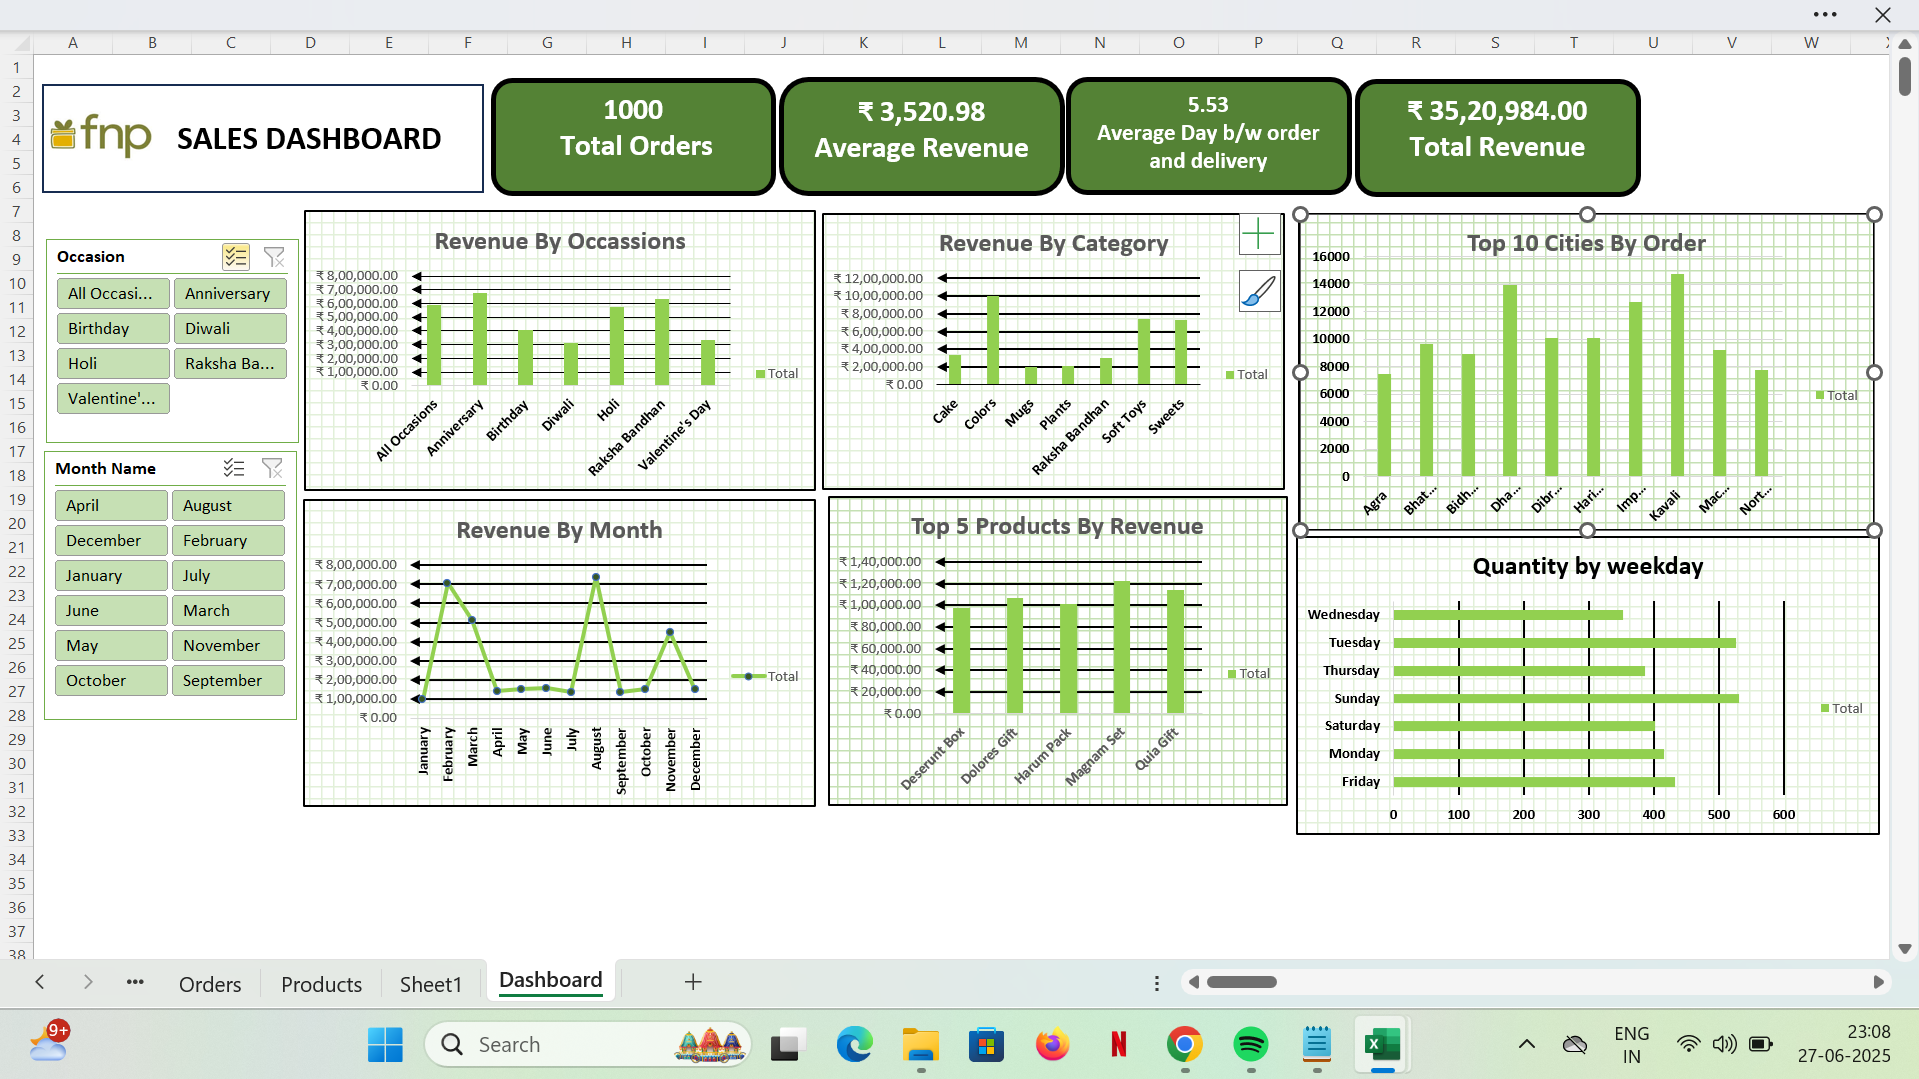 A B C D E F G H I J K L M N O P Q R S T U V W
1
2
3
4
5
6
7
8
9
10
11
12
13
14
15
16
17
18
19
20
21
22
23
24
25
26
27
28
29
30
31
32
33
34
35
36
37
38
fnp SALES DASHBOARD
1000
Total Orders
₹ 3,520.98
Average Revenue
5.53
Average Day b/w order
and delivery
₹ 35,20,984.00
Total Revenue
Occasion
All Occasi... Anniversary
Birthday Diwali
Holi Raksha Ba...
Valentine'...
Month Name
April August
December February
January July
June March
May November
October September
Revenue By Occassions
₹ 8,00,000.00
₹ 7,00,000.00
₹ 6,00,000.00
₹ 5,00,000.00
₹ 4,00,000.00
₹ 3,00,000.00
₹ 2,00,000.00
₹ 1,00,000.00
₹ 0.00
All Occasions
Anniversary
Birthday
Diwali
Holi
Raksha Bandhan
Valentine's Day
Total
Revenue By Category
₹ 12,00,000.00
₹ 10,00,000.00
₹ 8,00,000.00
₹ 6,00,000.00
₹ 4,00,000.00
₹ 2,00,000.00
₹ 0.00
Cake
Colors
Mugs
Plants
Raksha Bandhan
Soft Toys
Sweets
Total
Top 10 Cities By Order
16000
14000
12000
10000
8000
6000
4000
2000
0
Agra
Bhat...
Bidh...
Dha...
Dibr...
Hari...
Imp...
Kavali
Mac...
Nort...
Total
Revenue By Month
₹ 8,00,000.00
₹ 7,00,000.00
₹ 6,00,000.00
₹ 5,00,000.00
₹ 4,00,000.00
₹ 3,00,000.00
₹ 2,00,000.00
₹ 1,00,000.00
₹ 0.00
January
February
March
April
May
June
July
August
September
October
November
December
Total
Top 5 Products By Revenue
₹ 1,40,000.00
₹ 1,20,000.00
₹ 1,00,000.00
₹ 80,000.00
₹ 60,000.00
₹ 40,000.00
₹ 20,000.00
₹ 0.00
Deserunt Box
Dolores Gift
Harum Pack
Magnam Set
Quia Gift
Total
Quantity by weekday
Wednesday
Tuesday
Thursday
Sunday
Saturday
Monday
Friday
0 100 200 300 400 500 600
Total
Orders Products Sheet1 Dashboard
9+
Search
ENG
IN
23:08
27-06-2025